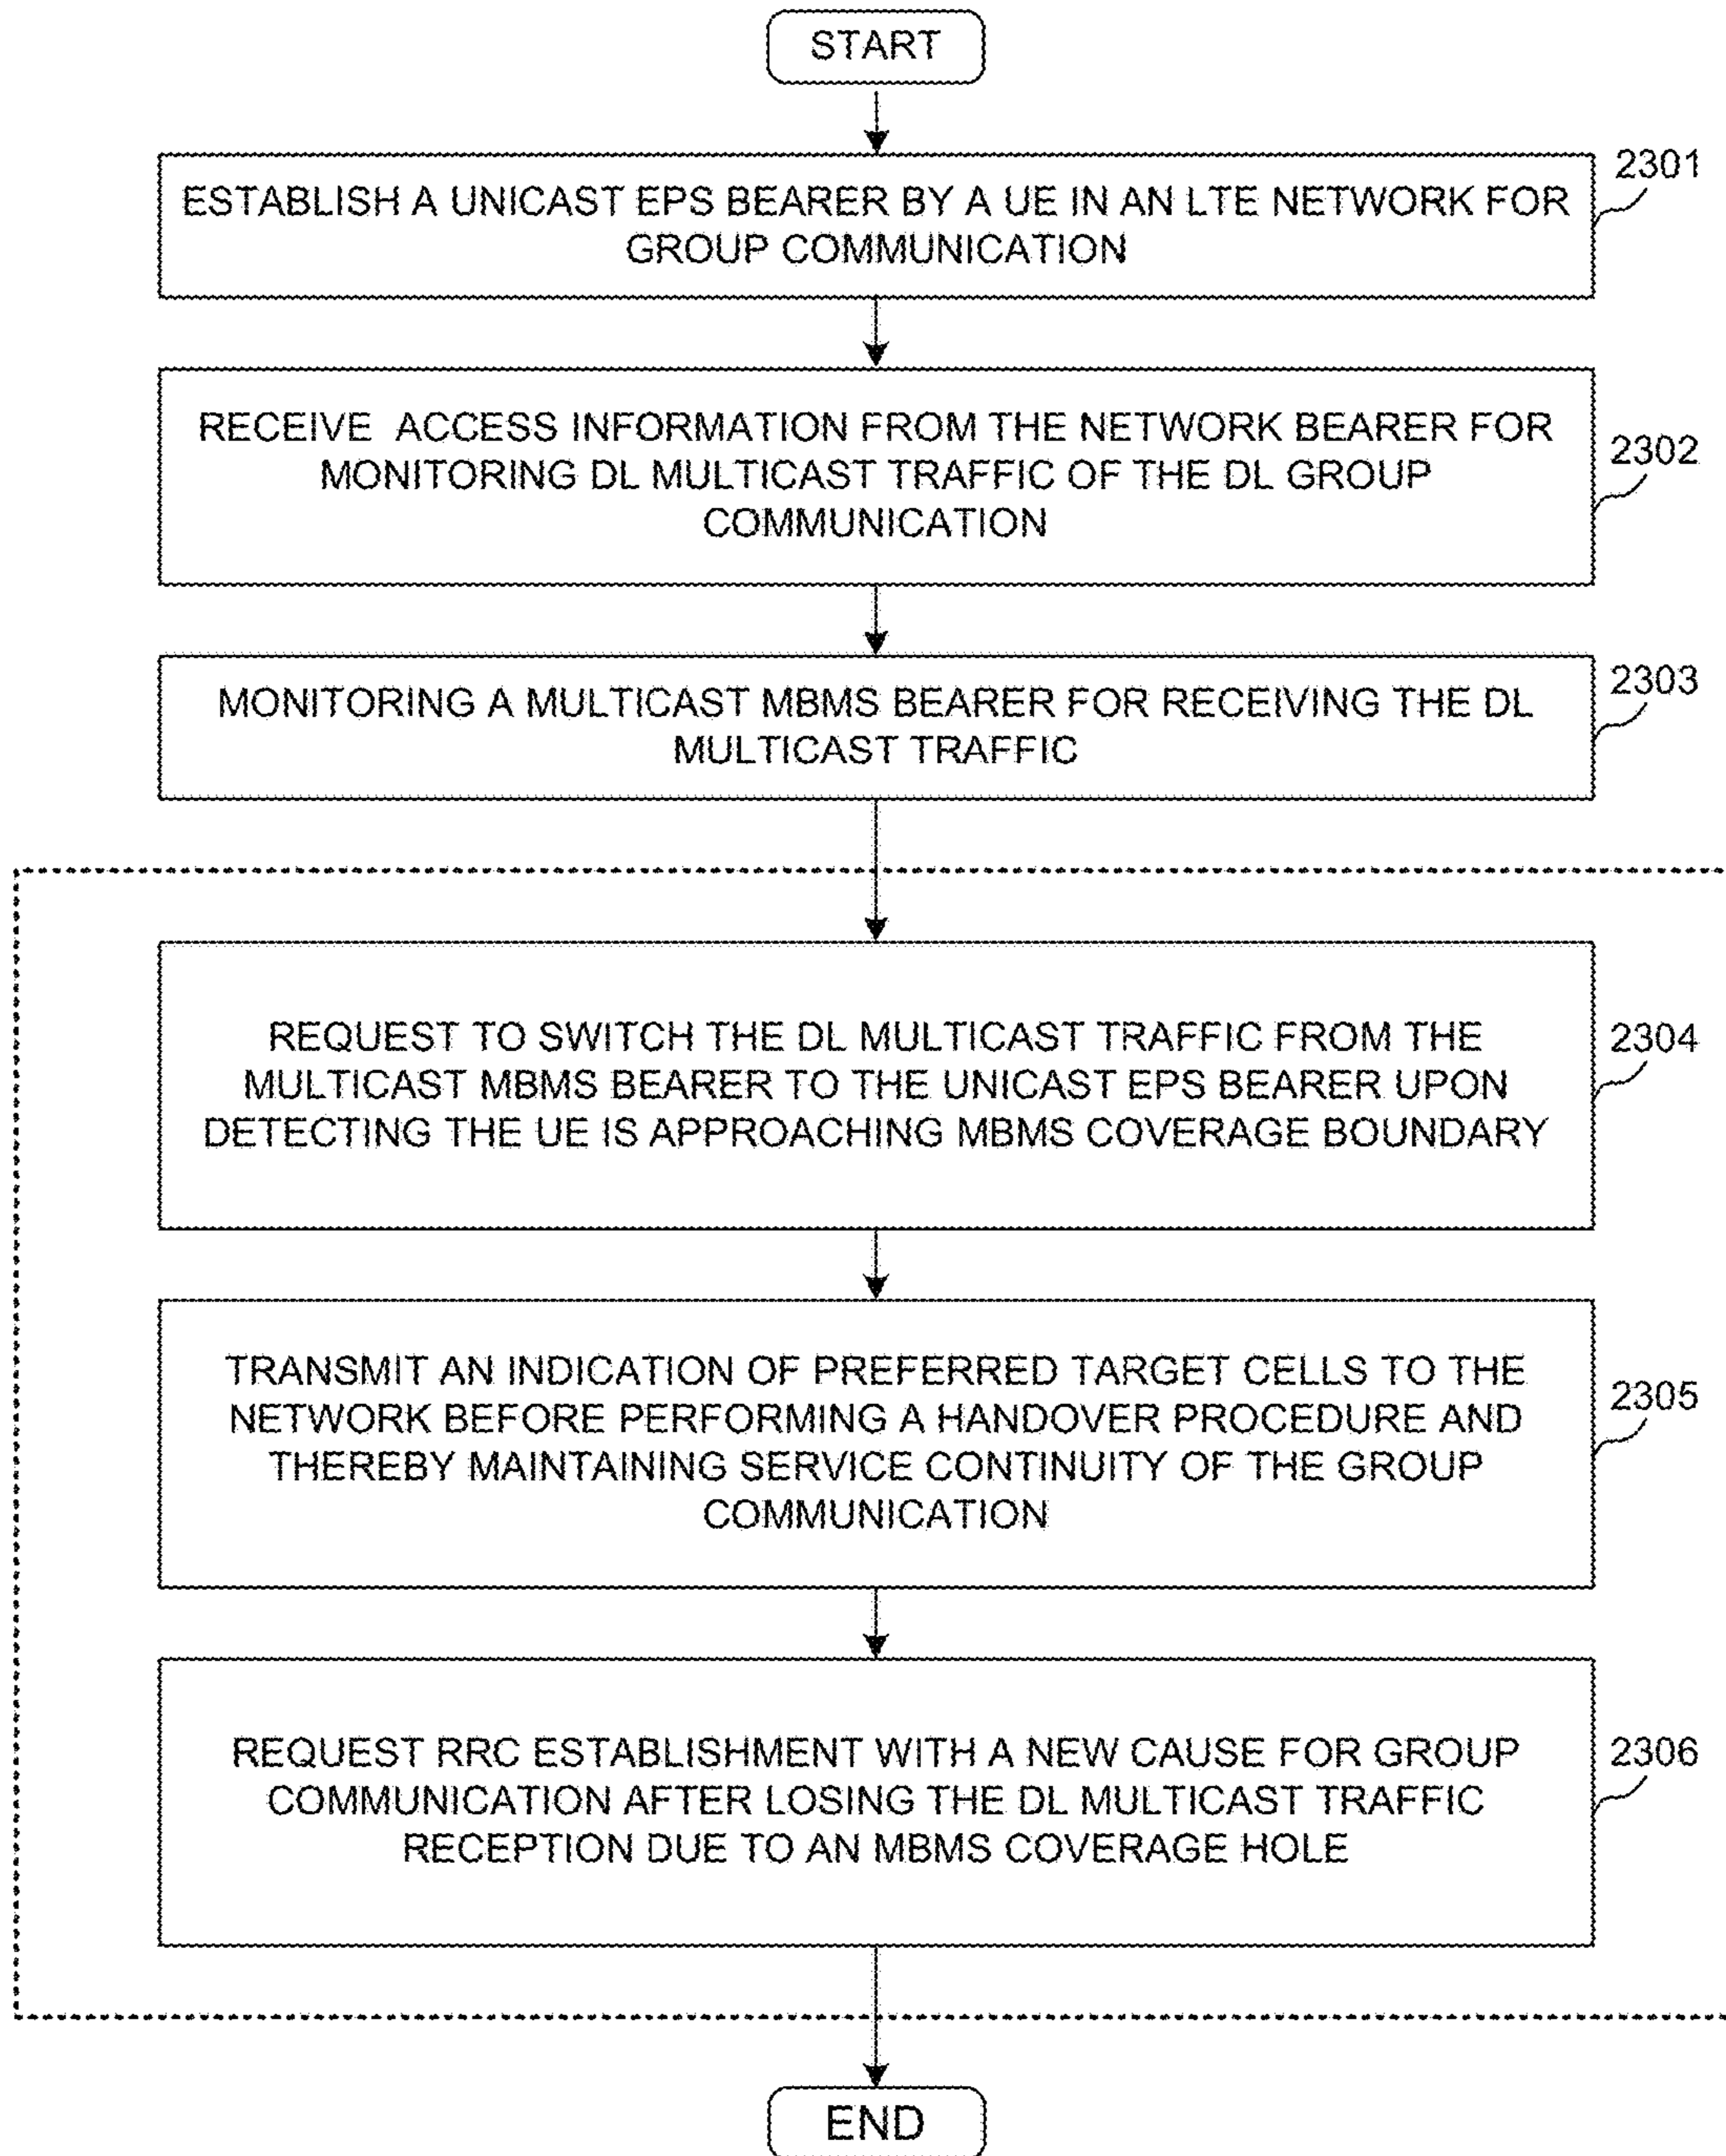 START
ESTABLISH A UNICAST EPS BEARER BY A UE IN AN LTE NETWORK FOR
GROUP COMMUNICATION
2301
RECEIVE ACCESS INFORMATION FROM THE NETWORK BEARER FOR
MONITORING DL MULTICAST TRAFFIC OF THE DL GROUP
COMMUNICATION
2302
MONITORING A MULTICAST MBMS BEARER FOR RECEIVING THE DL
MULTICAST TRAFFIC
2303
REQUEST TO SWITCH THE DL MULTICAST TRAFFIC FROM THE
MULTICAST MBMS BEARER TO THE UNICAST EPS BEARER UPON
DETECTING THE UE IS APPROACHING MBMS COVERAGE BOUNDARY
2304
TRANSMIT AN INDICATION OF PREFERRED TARGET CELLS TO THE
NETWORK BEFORE PERFORMING A HANDOVER PROCEDURE AND
THEREBY MAINTAINING SERVICE CONTINUITY OF THE GROUP
COMMUNICATION
2305
REQUEST RRC ESTABLISHMENT WITH A NEW CAUSE FOR GROUP
COMMUNICATION AFTER LOSING THE DL MULTICAST TRAFFIC
RECEPTION DUE TO AN MBMS COVERAGE HOLE
2306
END